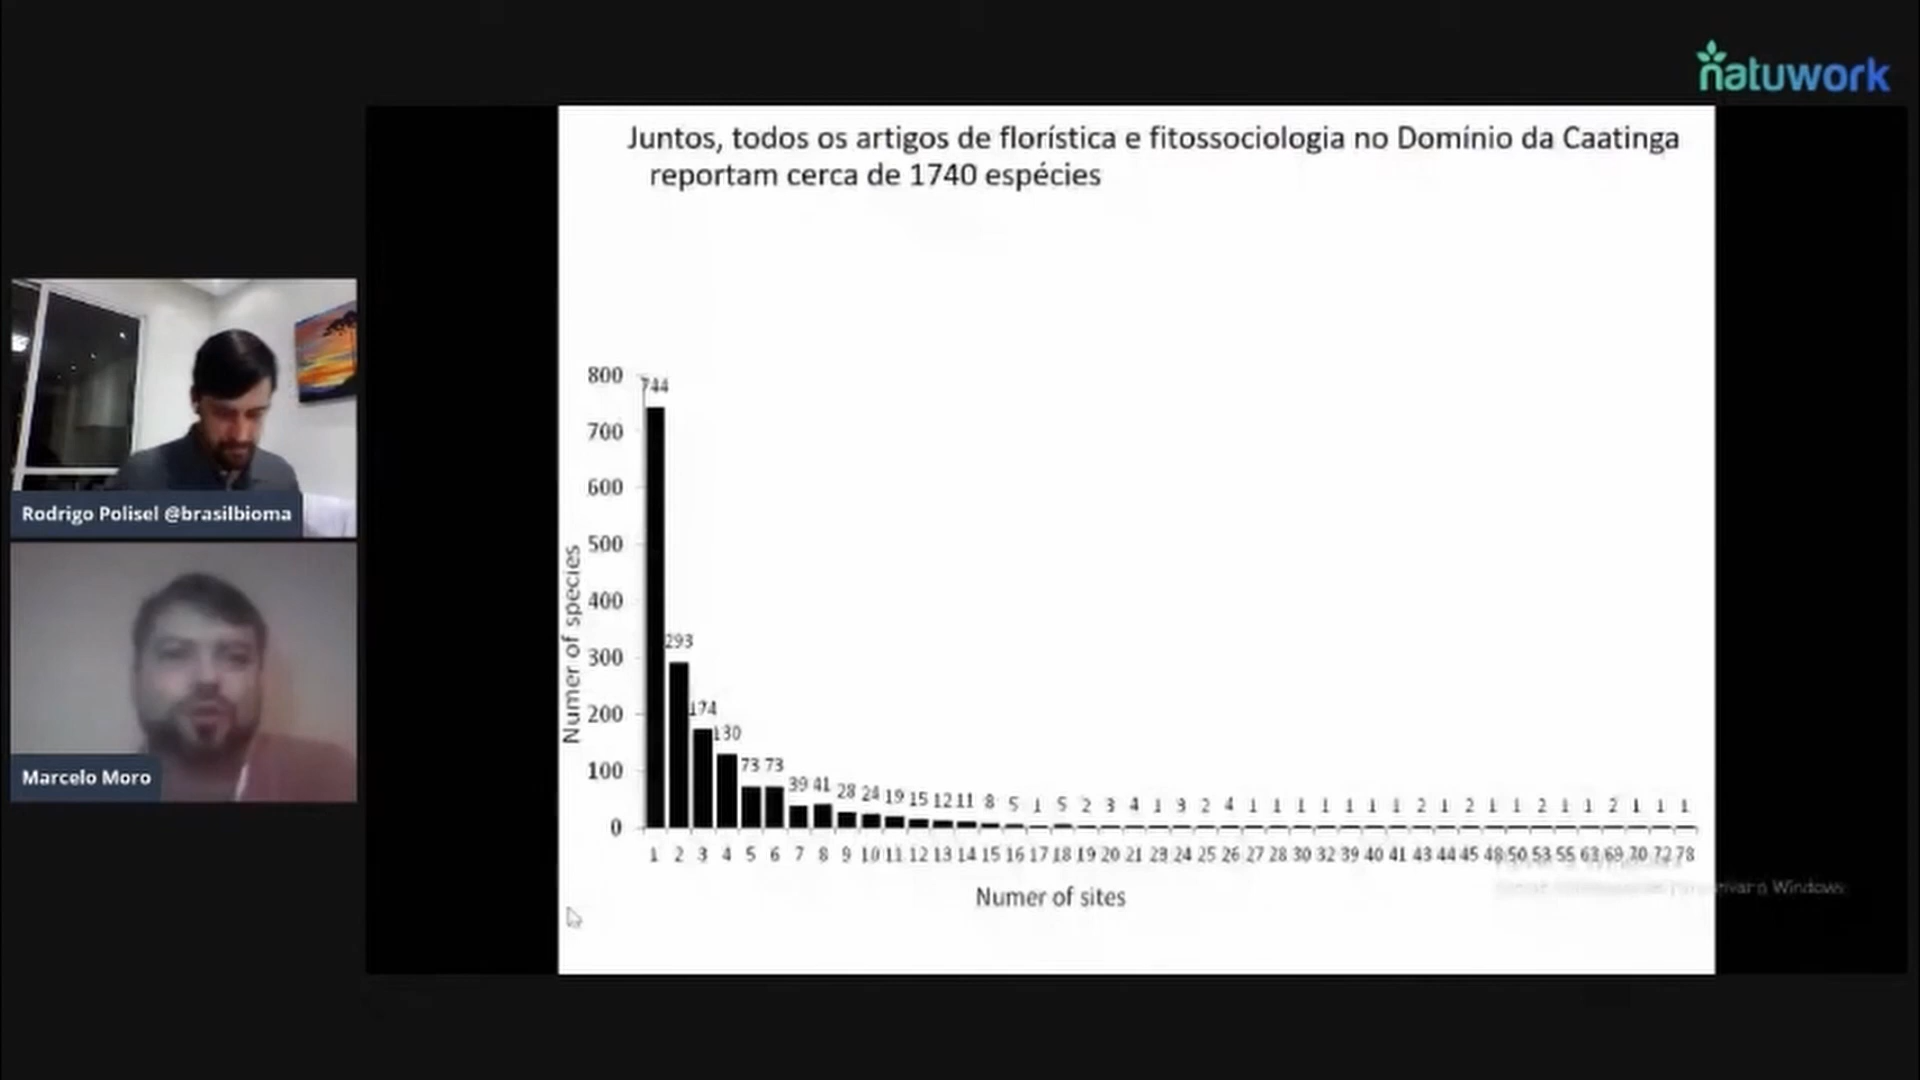 natuwork
Juntos, todos os artigos de florística e fitossociologia no Domínio da Caatinga
reportam cerca de 1740 espécies
Rodrigo Polisel @brasilbioma
Marcelo Moro
Numer of species
800
700
600
500
400
300
200
100
0
744 293 174 130 73 73 39 41 28 24 19 15 12 11 8 5 1 5 2 3 4 1 3 2 4 1 1 1 1 1 1 1 2 1 2 1 1 2 1 1 2 1 1 1
1 2 3 4 5 6 7 8 9 10 11 12 13 14 15 16 17 18 19 20 21 23 24 25 26 27 28 30 32 39 40 41 43 44 45 48 50 53 55 63 69 70 72 78
Numer of sites
Windows